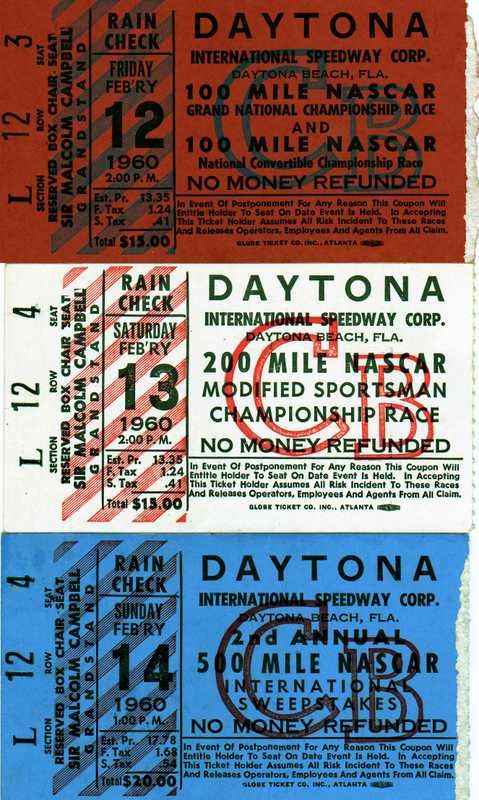 L SECTION
12 ROW
3 SEAT
RESERVED BOX CHAIR SEAT
SIR MALCOLM CAMPBELL
GRANDSTAND
RAIN
CHECK
FRIDAY
FEB'RY
12
1960
2:00 P. M.
Est. Pr. 13.35
F. Tax 1.24
S. Tax .41
Total $15.00
DAYTONA
INTERNATIONAL SPEEDWAY CORP.
DAYTONA BEACH, FLA.
100 MILE NASCAR
GRAND NATIONAL CHAMPIONSHIP RACE
AND
100 MILE NASCAR
National Convertible Championship Race
NO MONEY REFUNDED
CB
In Event Of Postponement For Any Reason This Coupon Will
Entitle Holder To Seat On Date Event Is Held. In Accepting
This Ticket Holder Assumes All Risk Incident To These Races
And Releases Operators, Employees And Agents From All Claim.
GLOBE TICKET CO. INC., ATLANTA
L SECTION
12 ROW
4 SEAT
RESERVED BOX CHAIR SEAT
SIR MALCOLM CAMPBELL
GRANDSTAND
RAIN
CHECK
SATURDAY
FEB'RY
13
1960
2:00 P. M.
Est. Pr. 13.35
F. Tax 1.24
S. Tax .41
Total $15.00
DAYTONA
INTERNATIONAL SPEEDWAY CORP.
DAYTONA BEACH, FLA.
200 MILE NASCAR
MODIFIED SPORTSMAN
CHAMPIONSHIP RACE
NO MONEY REFUNDED
CB
In Event Of Postponement For Any Reason This Coupon Will
Entitle Holder To Seat On Date Event Is Held. In Accepting
This Ticket Holder Assumes All Risk Incident To These Races
And Releases Operators, Employees And Agents From All Claim.
GLOBE TICKET CO. INC., ATLANTA
L SECTION
12 ROW
4 SEAT
RESERVED BOX CHAIR SEAT
SIR MALCOLM CAMPBELL
GRANDSTAND
RAIN
CHECK
SUNDAY
FEB'RY
14
1960
1:00 P. M.
Est. Pr. 17.78
F. Tax 1.68
S. Tax .54
Total $20.00
DAYTONA
INTERNATIONAL SPEEDWAY CORP.
DAYTONA BEACH, FLA.
2nd ANNUAL
500 MILE NASCAR
INTERNATIONAL
SWEEPSTAKES
NO MONEY REFUNDED
CB
In Event Of Postponement For Any Reason This Coupon Will
Entitle Holder To Seat On Date Event Is Held. In Accepting
This Ticket Holder Assumes All Risk Incident To These Races
And Releases Operators, Employees And Agents From All Claim.
GLOBE TICKET CO. INC., ATLANTA